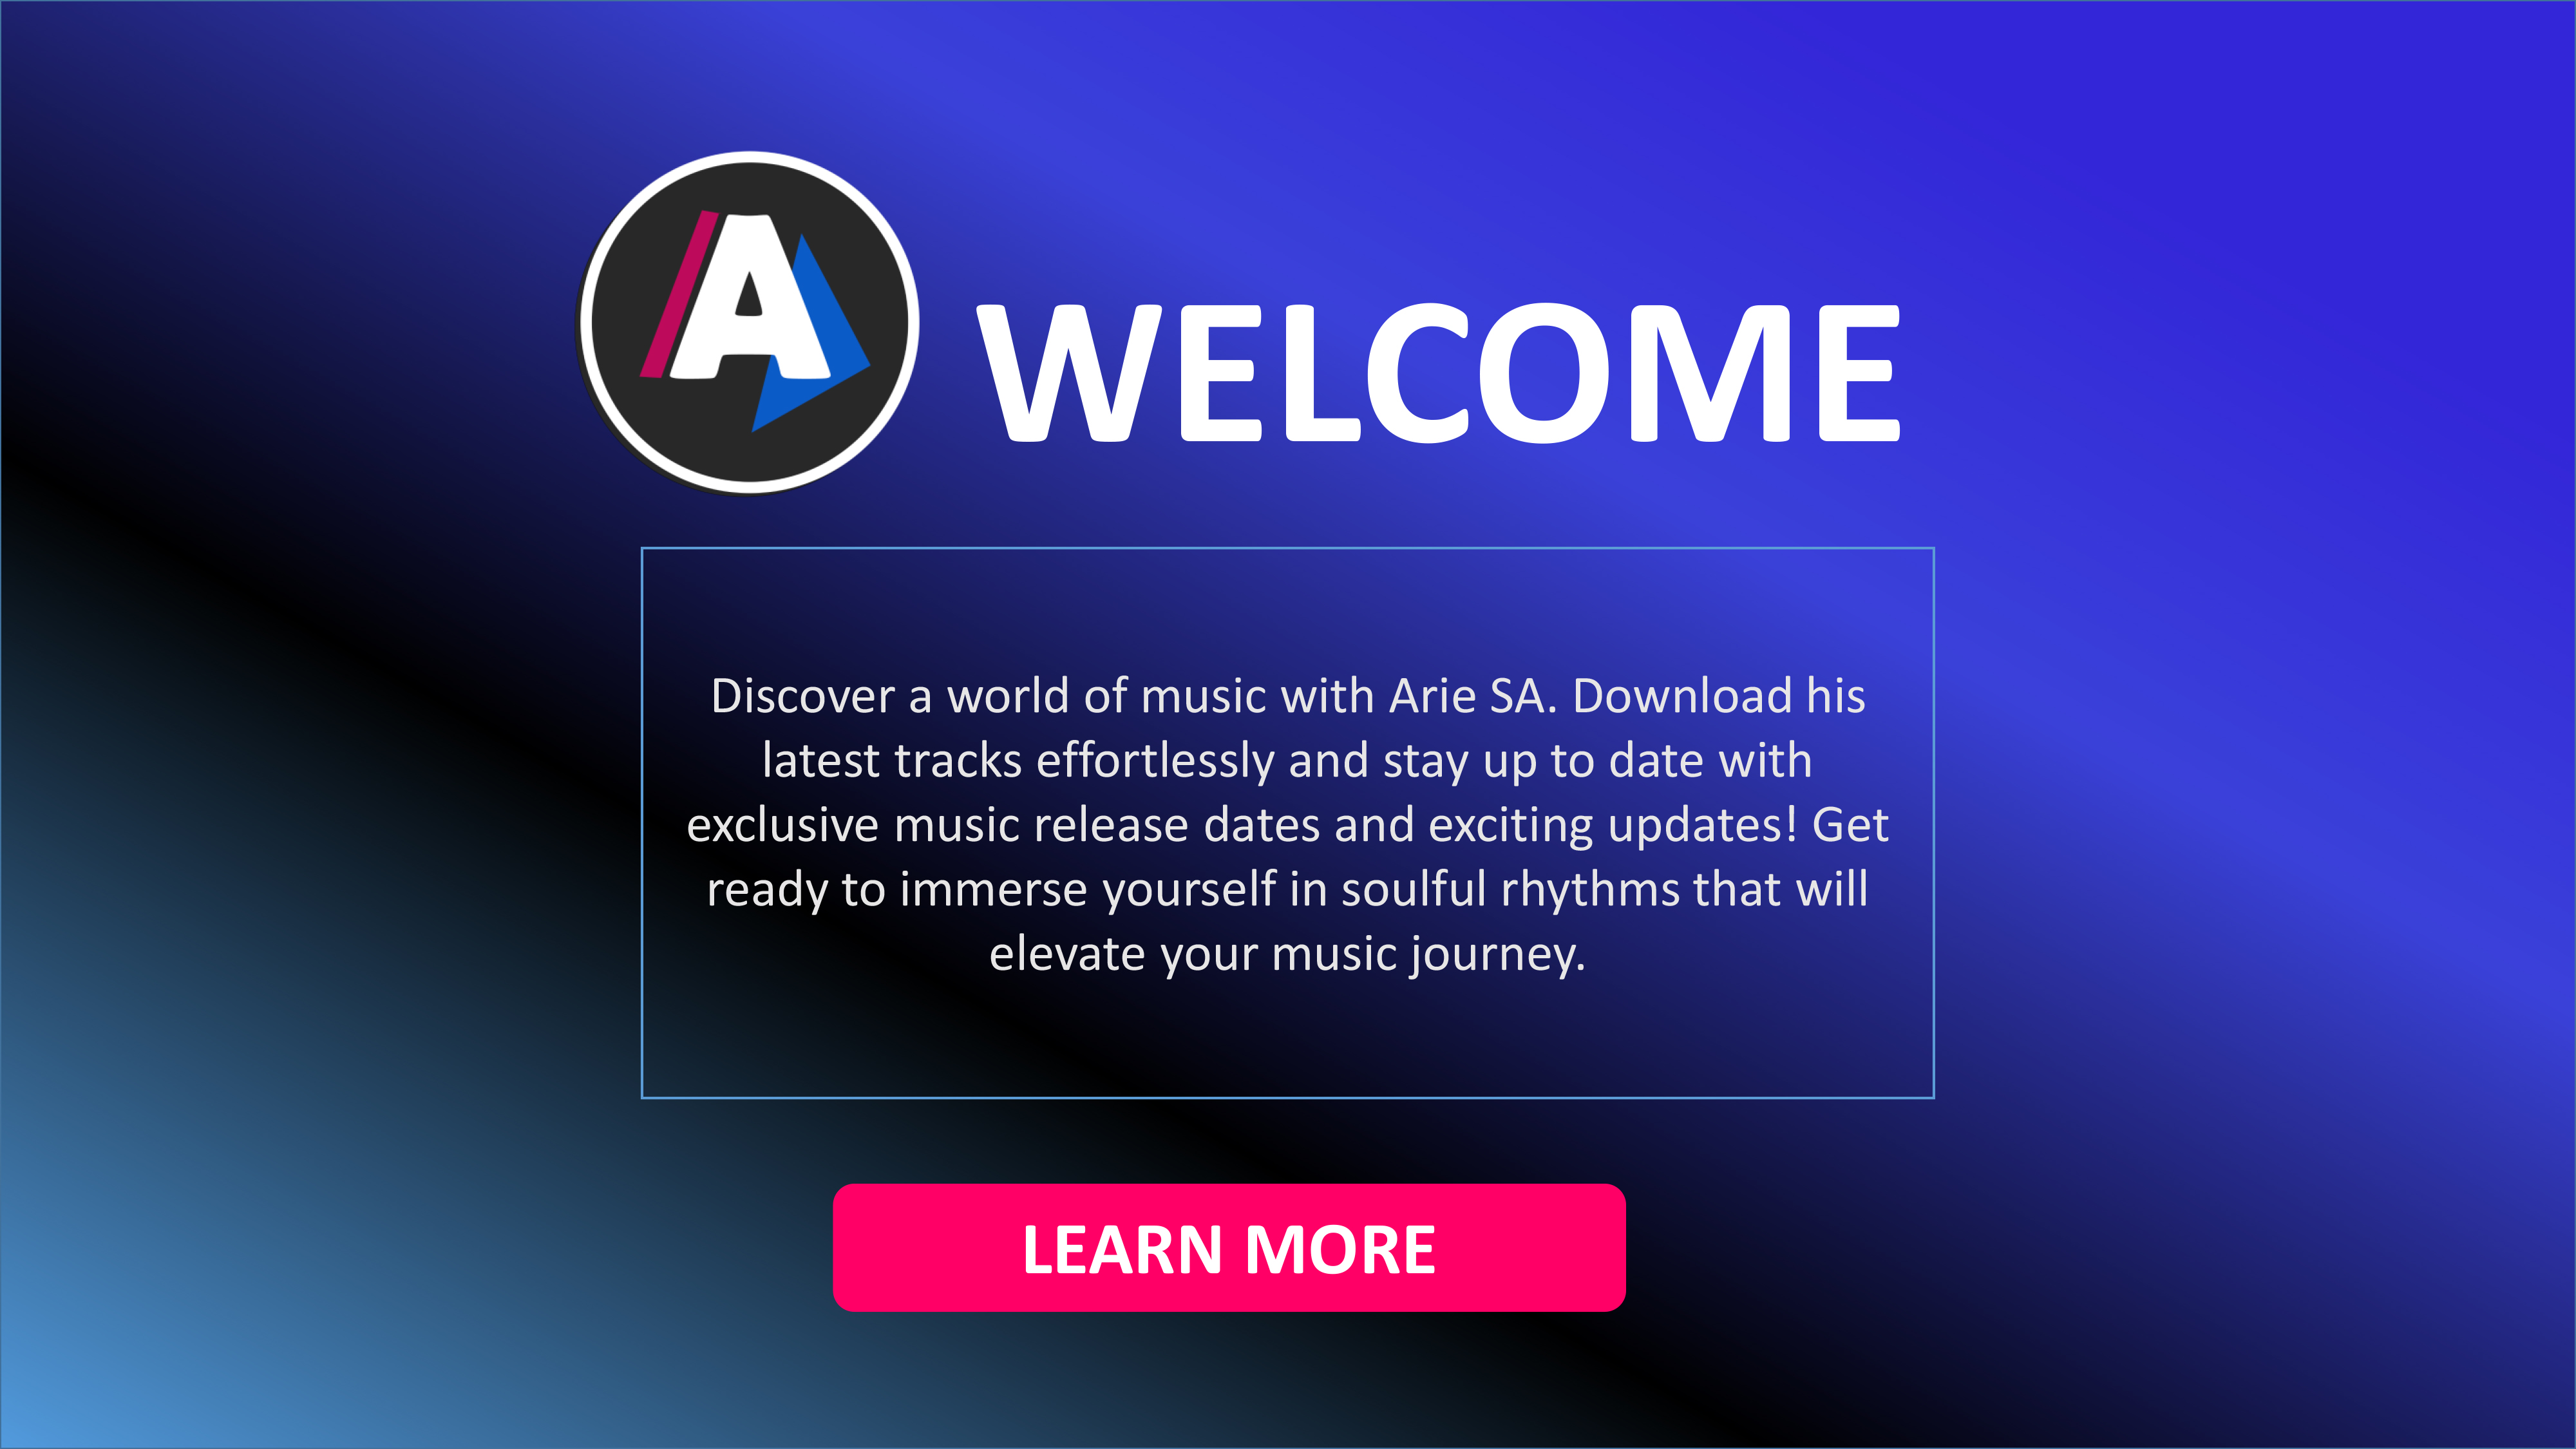 A
WELCOME
Discover a world of music with Arie SA. Download his
latest tracks effortlessly and stay up to date with
exclusive music release dates and exciting updates! Get
ready to immerse yourself in soulful rhythms that will
elevate your music journey.
LEARN MORE